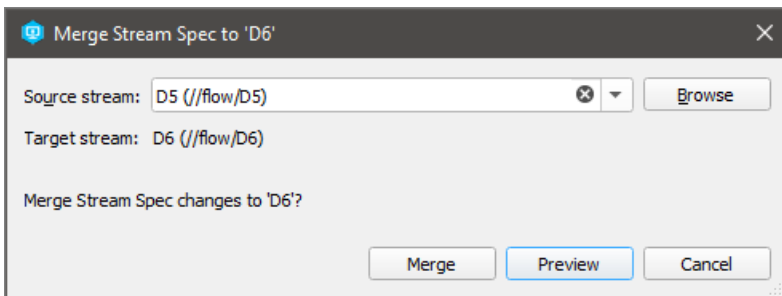 Merge Stream Spec to 'D6'
Source stream: D5 (//flow/D5) Browse
Target stream: D6 (//flow/D6)
Merge Stream Spec changes to 'D6'?
Merge Preview Cancel